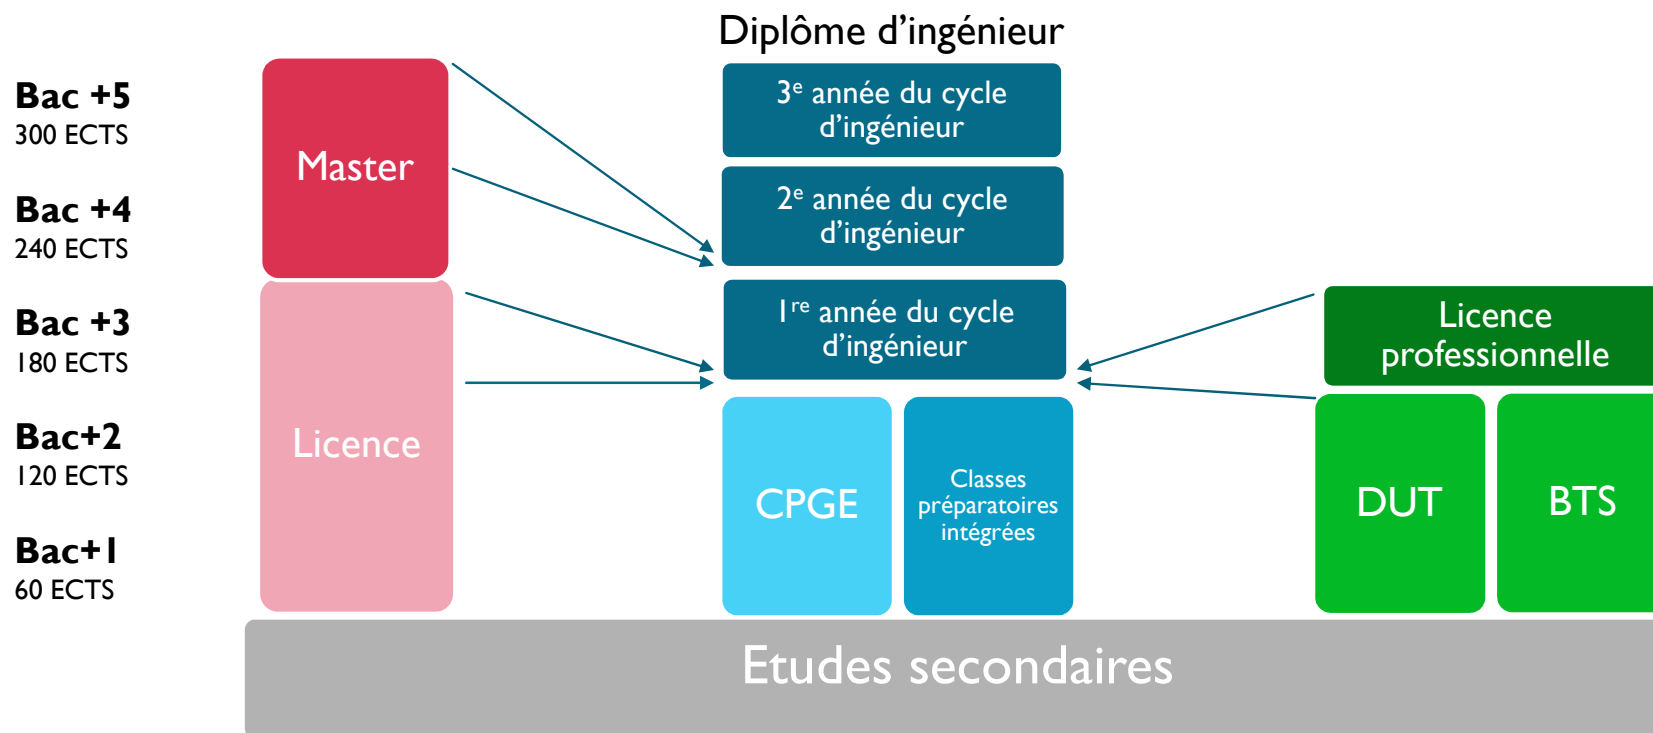 Diplôme d’ingénieur
Bac +5
300 ECTS
Bac +4
240 ECTS
Bac +3
180 ECTS
Bac+2
120 ECTS
Bac+1
60 ECTS
Master
Licence
3e année du cycle
d’ingénieur
2e année du cycle
d’ingénieur
1re année du cycle
d’ingénieur
CPGE
Classes
préparatoires
intégrées
Licence
professionnelle
DUT
BTS
Etudes secondaires